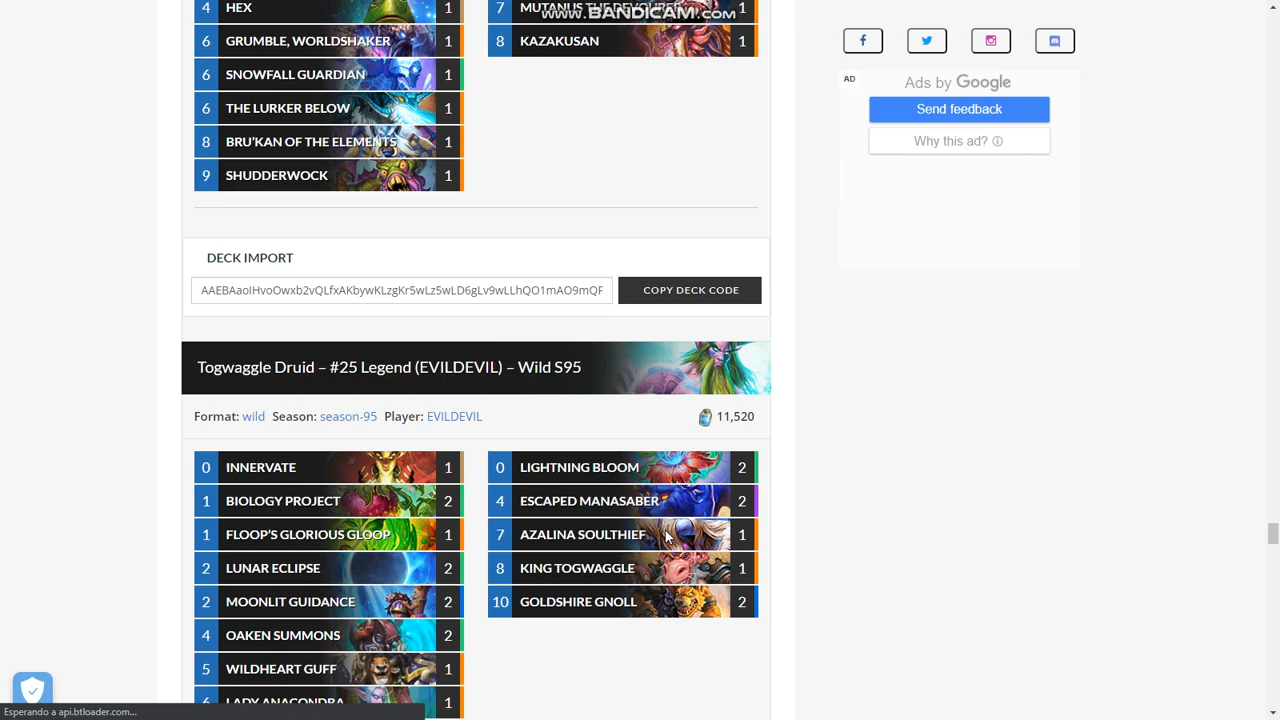 4 HEX 1
6 GRUMBLE, WORLDSHAKER 1
6 SNOWFALL GUARDIAN 1
6 THE LURKER BELOW 1
8 BRU'KAN OF THE ELEMENTS 1
9 SHUDDERWOCK 1
7 MUTANUS THE DEVOURER 1
8 KAZAKUSAN 1
www.BANDICAM.com
AD
Ads by Google
Send feedback
Why this ad?
DECK IMPORT
COPY DECK CODE
Togwaggle Druid – #25 Legend (EVILDEVIL) – Wild S95
Format: wild Season: season-95 Player: EVILDEVIL 11,520
0 INNERVATE 1
1 BIOLOGY PROJECT 2
1 FLOOP'S GLORIOUS GLOOP 1
2 LUNAR ECLIPSE 2
2 MOONLIT GUIDANCE 2
4 OAKEN SUMMONS 2
5 WILDHEART GUFF 1
6 LADY ANACONDRA 1
0 LIGHTNING BLOOM 2
4 ESCAPED MANASABER 2
7 AZALINA SOULTHIEF 1
8 KING TOGWAGGLE 1
10 GOLDSHIRE GNOLL 2
Esperando a api.btloader.com...